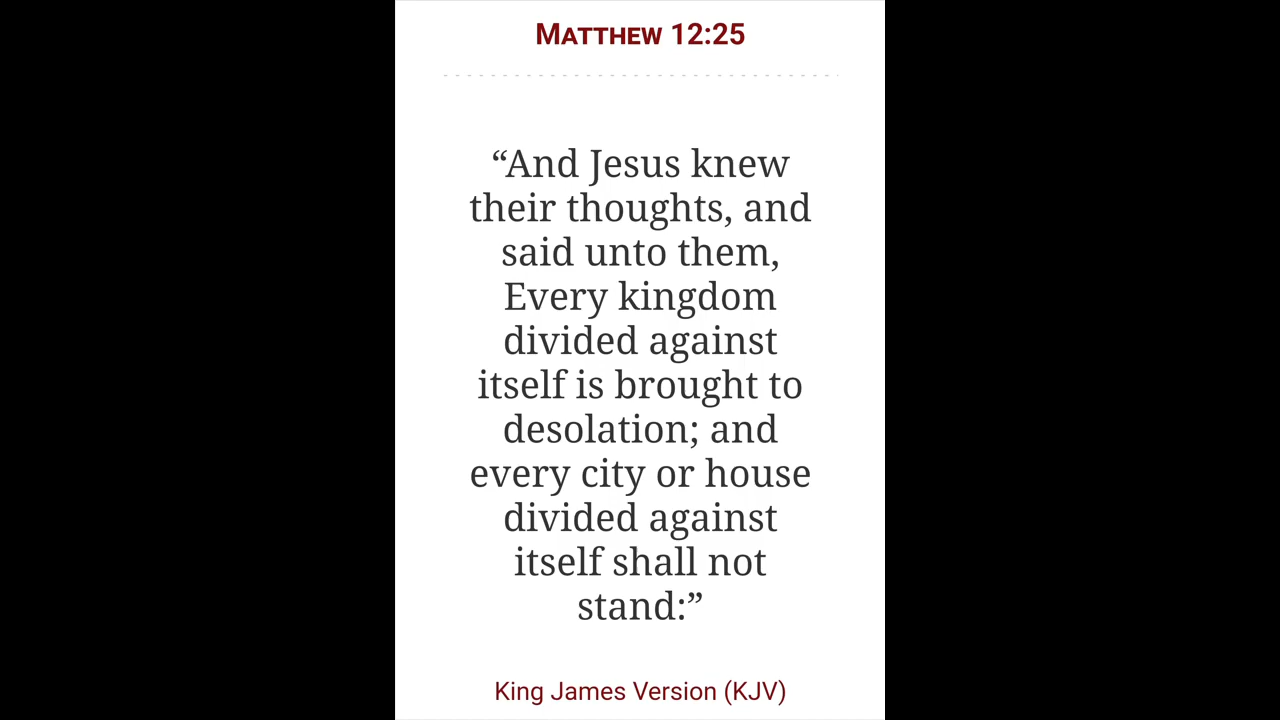 Matthew 12:25
“And Jesus knew
their thoughts, and
said unto them,
Every kingdom
divided against
itself is brought to
desolation; and
every city or house
divided against
itself shall not
stand:”
King James Version (KJV)